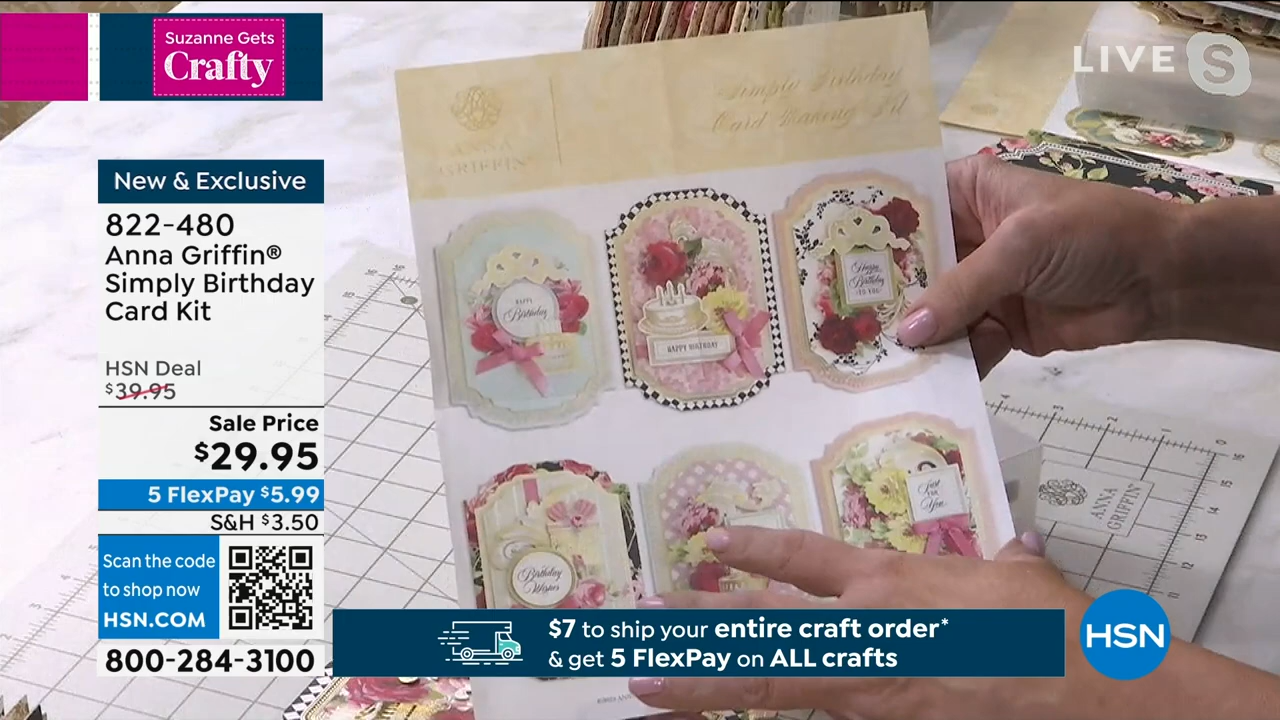 Suzanne Gets
Crafty
LIVE S
New & Exclusive
822-480
Anna Griffin®
Simply Birthday
Card Kit
HSN Deal
$39.95
Sale Price
$29.95
5 FlexPay $5.99
S&H $3.50
Scan the code
to shop now
HSN.COM
800-284-3100
ANNA
GRIFFIN
Simply Birthday
Card Making Kit
HAPPY
Birthday
HAPPY BIRTHDAY
Happy
Birthday
TO YOU
Birthday
Wishes
Just
For
You
ANNA
GRIFFIN
$7 to ship your entire craft order*
& get 5 FlexPay on ALL crafts
HSN